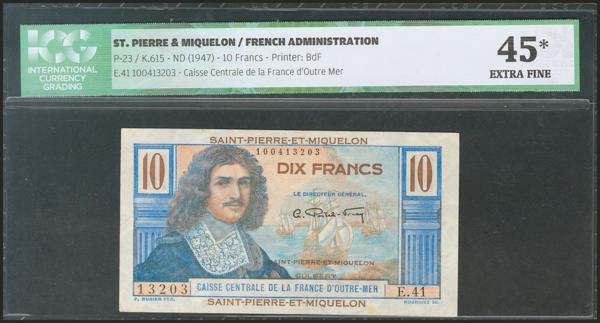 ICG
INTERNATIONAL
CURRENCY
GRADING
ST. PIERRE & MIQUELON / FRENCH ADMINISTRATION
P-23 / K.615 - ND (1947) - 10 Francs - Printer: BdF
E.41 100413203 - Caisse Centrale de la France d'Outre Mer
45*
EXTRA FINE
SAINT-PIERRE-ET-MIQUELON
100413203
10
DIX FRANCS
10
LE DIRECTEUR GÉNÉRAL,
SAINT-PIERRE-ET-MIQUELON
COLBERT
13203
CAISSE CENTRALE DE LA FRANCE D'OUTRE-MER
E.41
SAINT-PIERRE-ET-MIQUELON